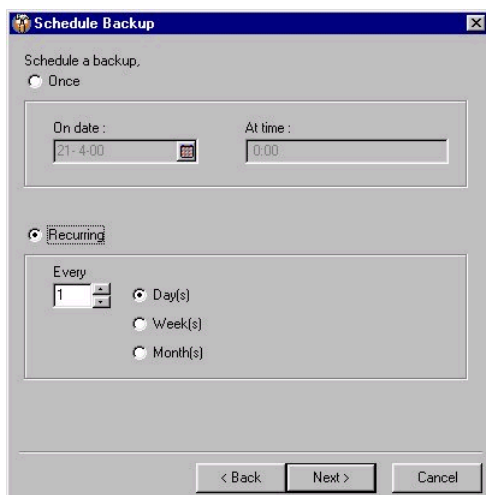 Schedule Backup
Schedule a backup,
Once
On date :
At time :
21- 4-00
0:00
Recurring
Every
1
Day(s)
Week(s)
Month(s)
< Back
Next >
Cancel